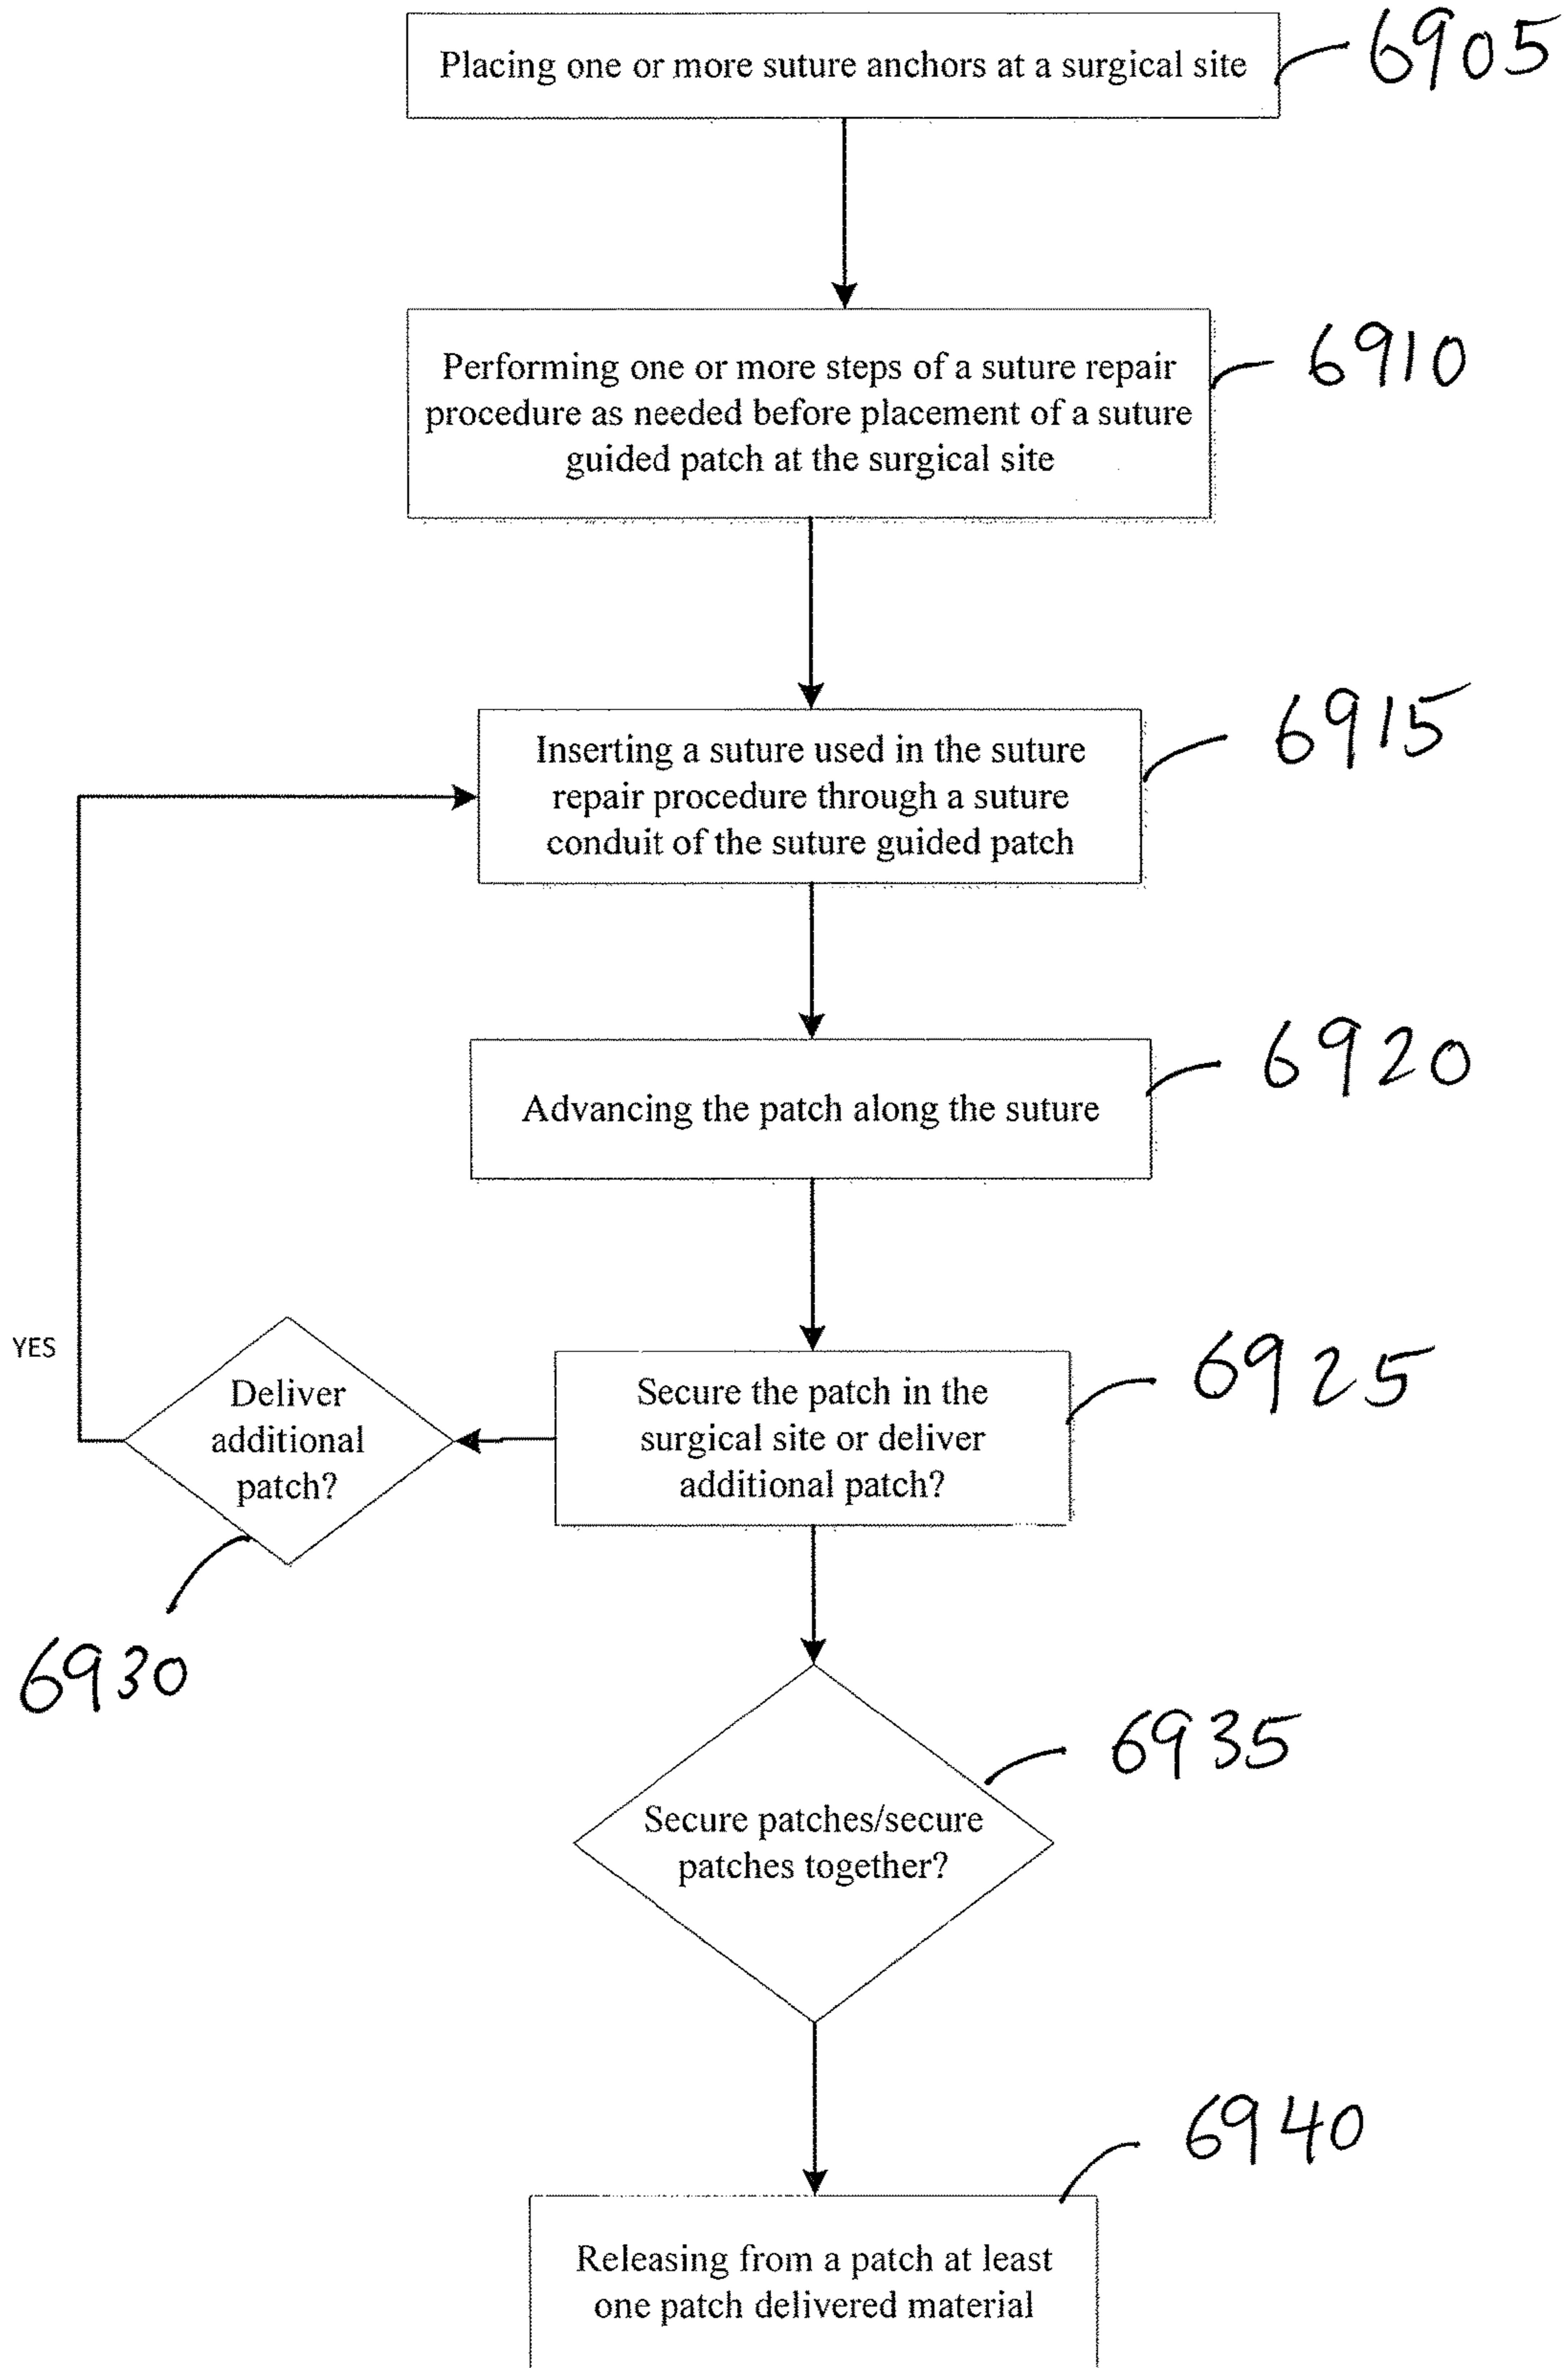 Placing one or more suture anchors at a surgical site
6905
Performing one or more steps of a suture repair
procedure as needed before placement of a suture
guided patch at the surgical site
6910
Inserting a suture used in the suture
repair procedure through a suture
conduit of the suture guided patch
6915
Advancing the patch along the suture
6920
YES
Deliver
additional
patch?
6930
Secure the patch in the
surgical site or deliver
additional patch?
6925
Secure patches/secure
patches together?
6935
Releasing from a patch at least
one patch delivered material
6940